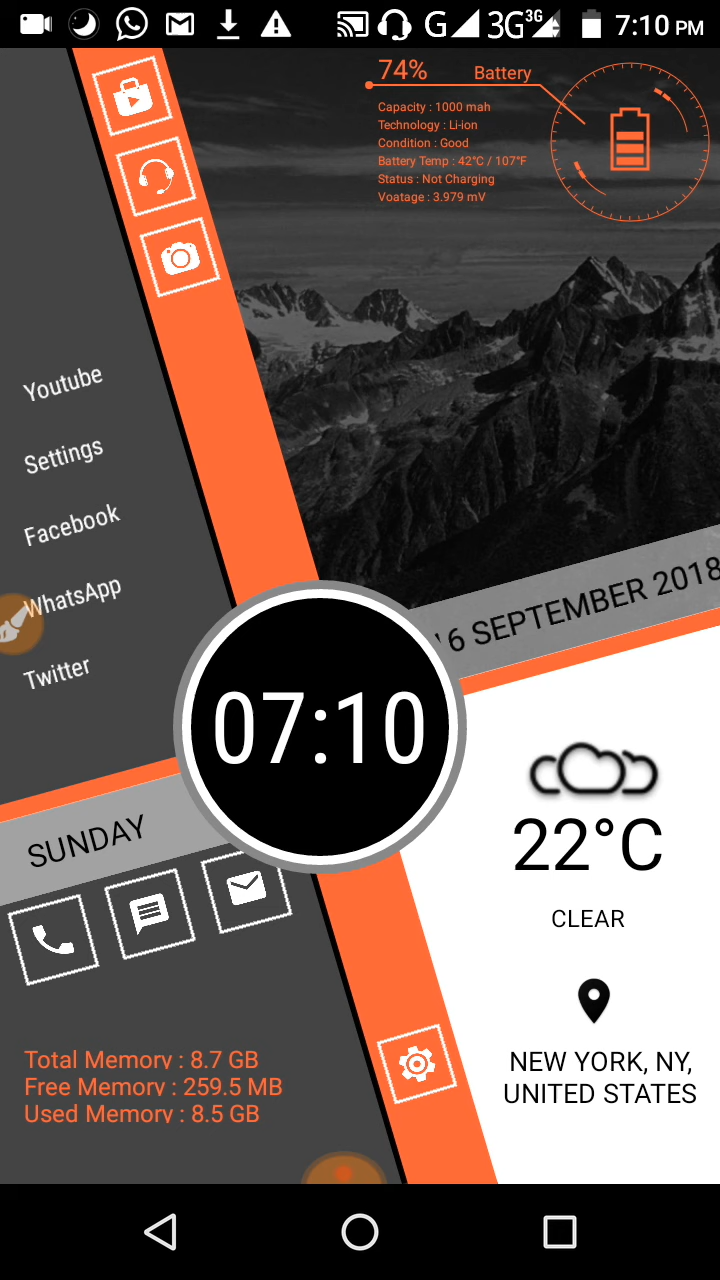 G 3G 3G 7:10 PM
74% Battery
Capacity : 1000 mah
Technology : Li-ion
Condition : Good
Battery Temp : 42°C / 107°F
Status : Not Charging
Voatage : 3.979 mV
Youtube
Settings
Facebook
WhatsApp
Twitter
6 SEPTEMBER 2018
07:10
SUNDAY
22°C
CLEAR
NEW YORK, NY,
UNITED STATES
Total Memory : 8.7 GB
Free Memory : 259.5 MB
Used Memory : 8.5 GB